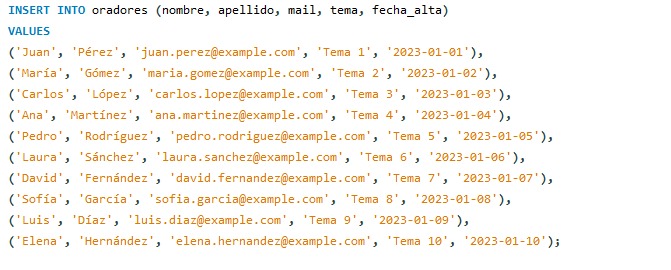 INSERT INTO oradores (nombre, apellido, mail, tema, fecha_alta)
VALUES
('Juan', 'Pérez', 'juan.perez@example.com', 'Tema 1', '2023-01-01'),
('María', 'Gómez', 'maria.gomez@example.com', 'Tema 2', '2023-01-02'),
('Carlos', 'López', 'carlos.lopez@example.com', 'Tema 3', '2023-01-03'),
('Ana', 'Martínez', 'ana.martinez@example.com', 'Tema 4', '2023-01-04'),
('Pedro', 'Rodríguez', 'pedro.rodriguez@example.com', 'Tema 5', '2023-01-05'),
('Laura', 'Sánchez', 'laura.sanchez@example.com', 'Tema 6', '2023-01-06'),
('David', 'Fernández', 'david.fernandez@example.com', 'Tema 7', '2023-01-07'),
('Sofía', 'García', 'sofia.garcia@example.com', 'Tema 8', '2023-01-08'),
('Luis', 'Díaz', 'luis.diaz@example.com', 'Tema 9', '2023-01-09'),
('Elena', 'Hernández', 'elena.hernandez@example.com', 'Tema 10', '2023-01-10');